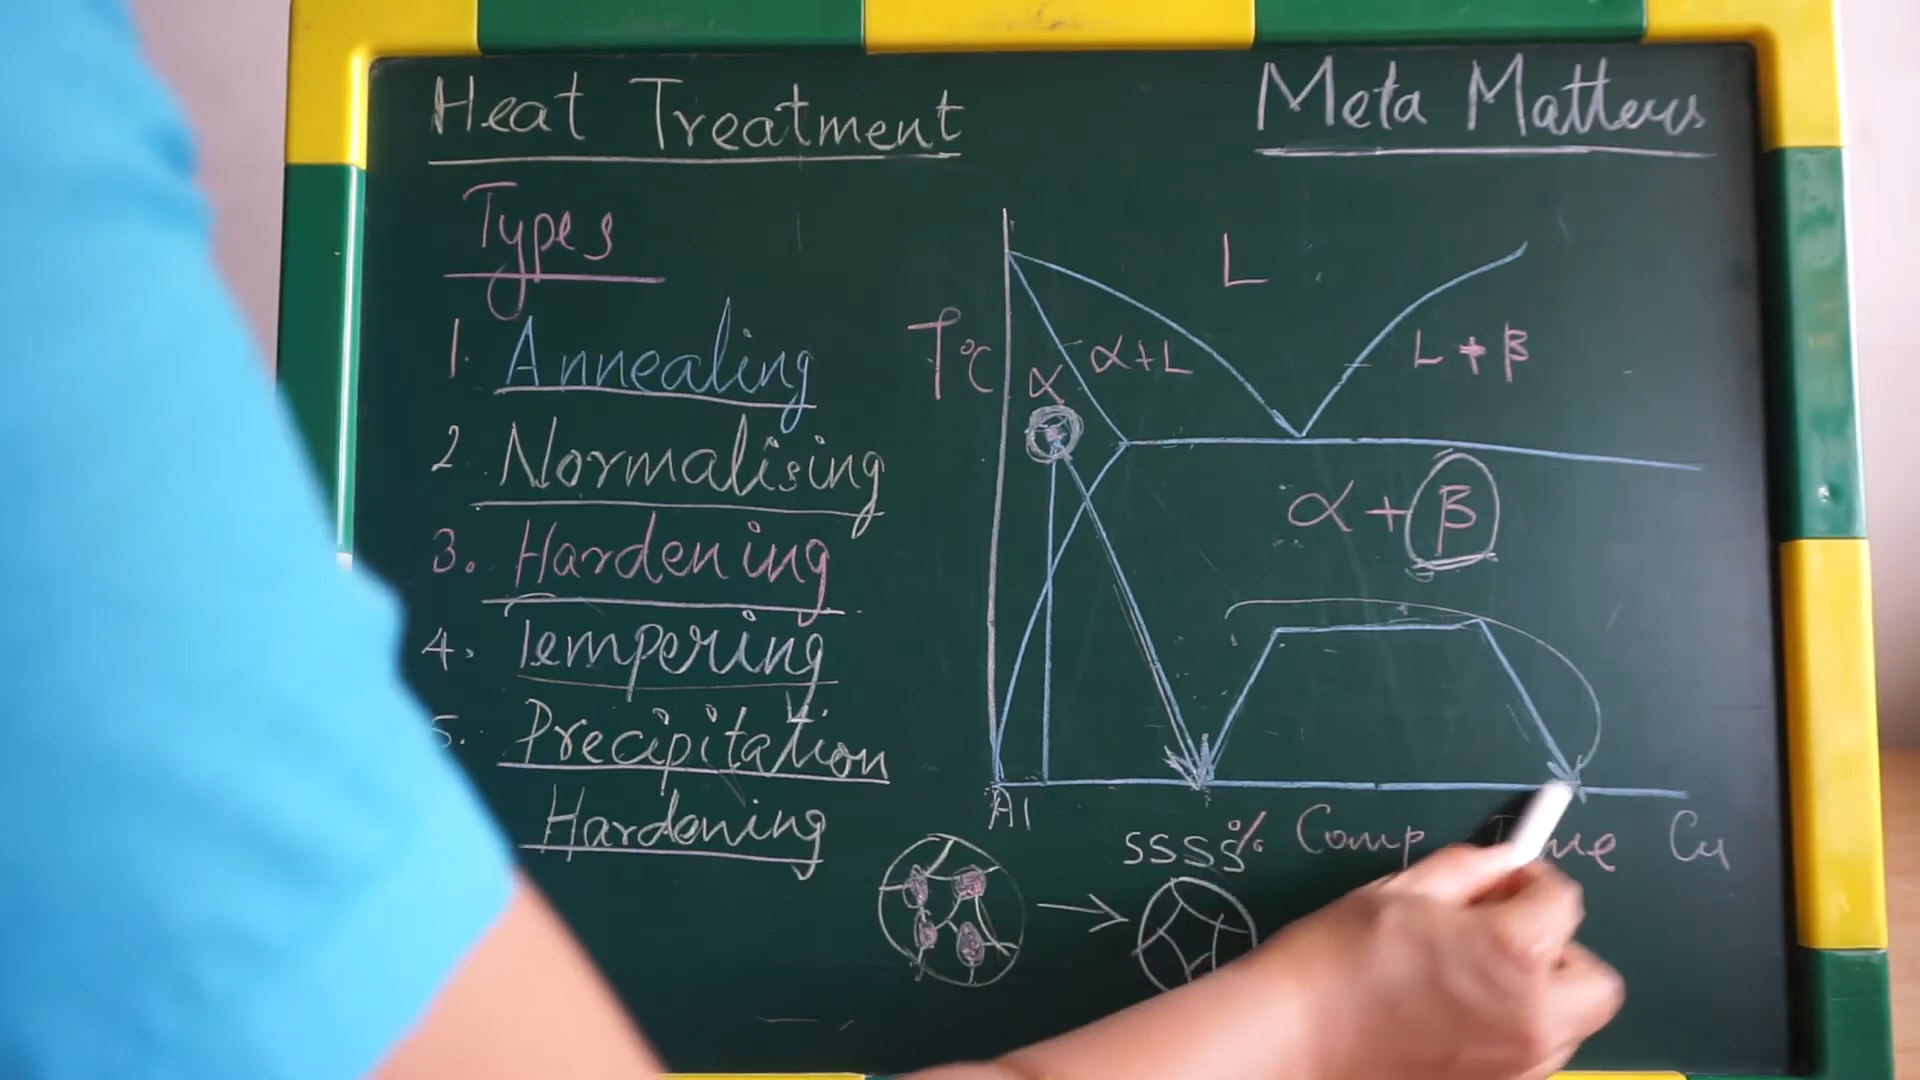 Heat Treatment
Meta Matters
Types
1. Annealing
2. Normalising
3. Hardening
4. Tempering
5. Precipitation
Hardening
L
T°C
α
α+L
L+β
α+β
Al
SSSS
% Comp
Cu